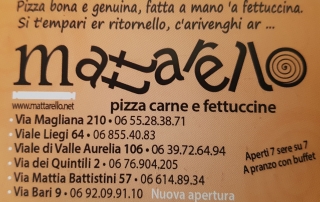 Pizza bona e genuina, fatta a mano 'a fettuccina.
Si t'empari er ritornello, c'arivenghi ar ...
mattarello
www.mattarello.net
pizza carne e fettuccine
• Via Magliana 210 • 06 55.28.38.71
• Viale Liegi 64 • 06 855.40.83
• Viale di Valle Aurelia 106 • 06 39.72.64.94
• Via dei Quintili 2 • 06 76.904.205
• Via Mattia Battistini 57 • 06 614.89.34
• Via Bari 9 • 06 92.09.91.10 Nuova apertura
Aperti 7 sere su 7
A pranzo con buffet